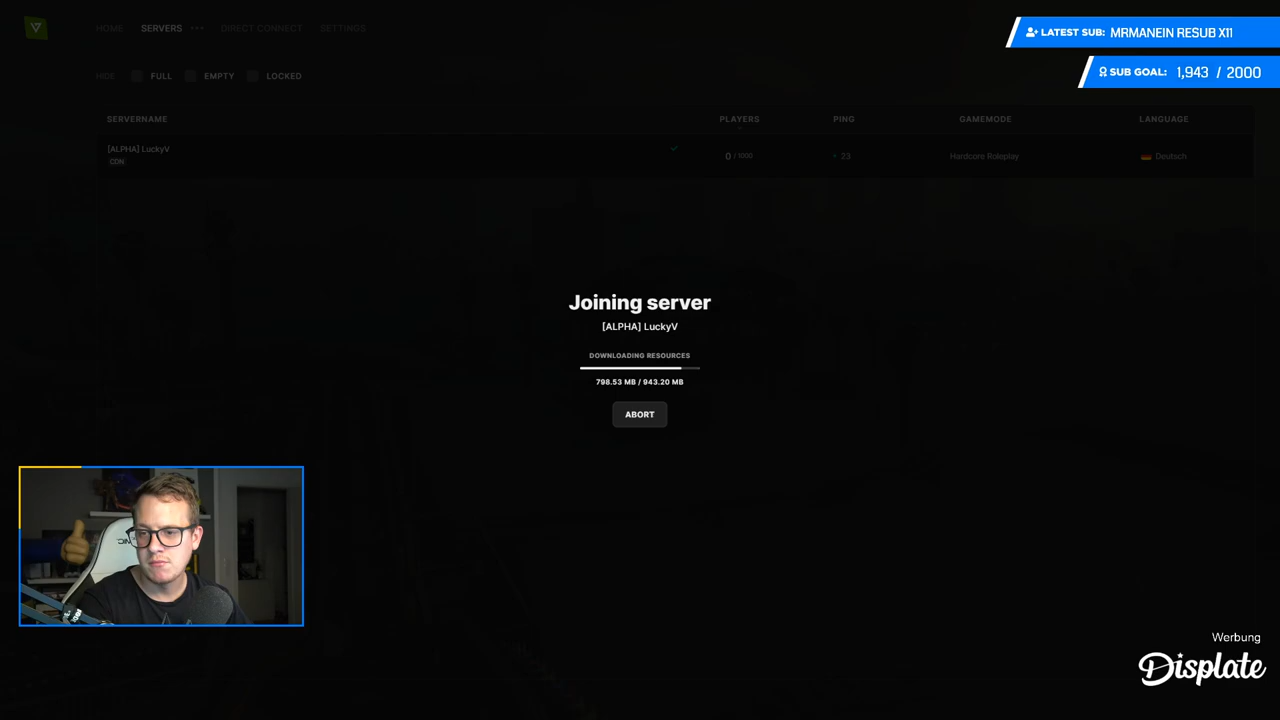 HOME SERVERS ••• DIRECT CONNECT SETTINGS
LATEST SUB: MRMANEIN RESUB X11
SUB GOAL: 1,943 / 2000
HIDE FULL EMPTY LOCKED
SERVERNAME PLAYERS PING GAMEMODE LANGUAGE
[ALPHA] LuckyV 0 / 1000 23 Hardcore Roleplay Deutsch
CDN
Joining server
[ALPHA] LuckyV
DOWNLOADING RESOURCES
798.53 MB / 943.20 MB
ABORT
Werbung
Displate